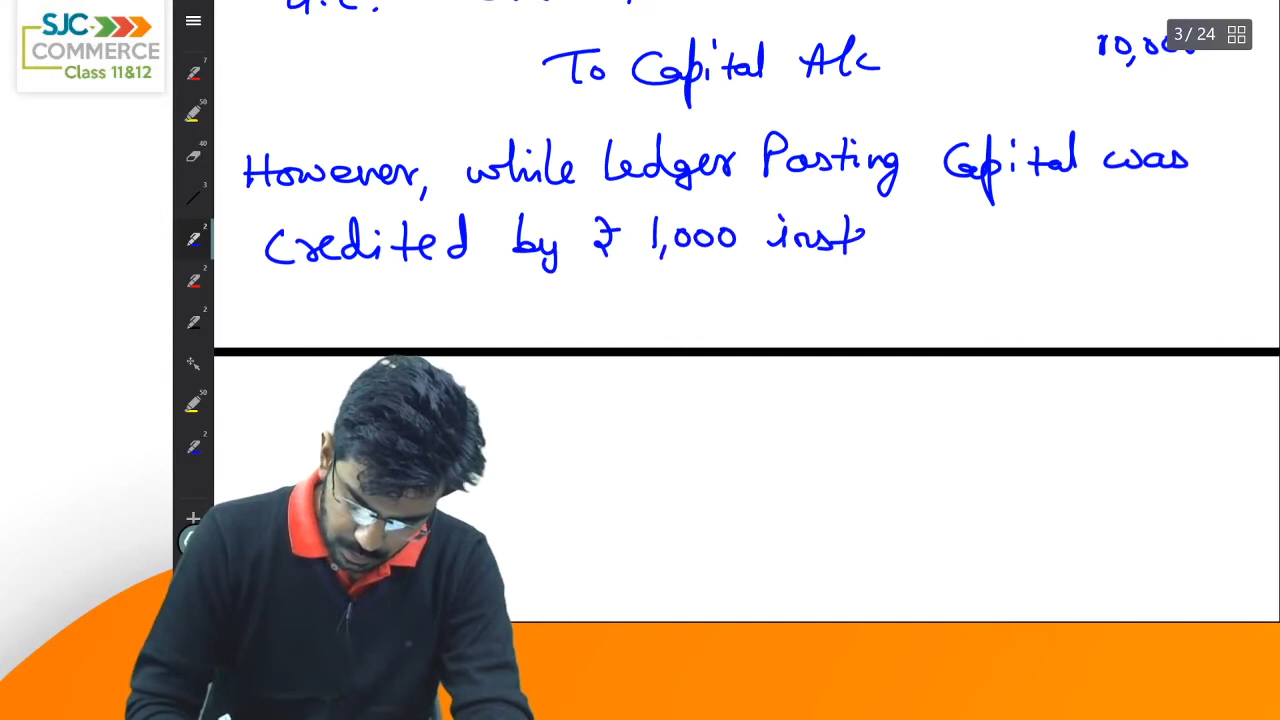 SJC
COMMERCE
Class 11&12
3 / 24
To Capital A/c
However, while Ledger Posting Capital was
credited by ₹ 1,000 inst